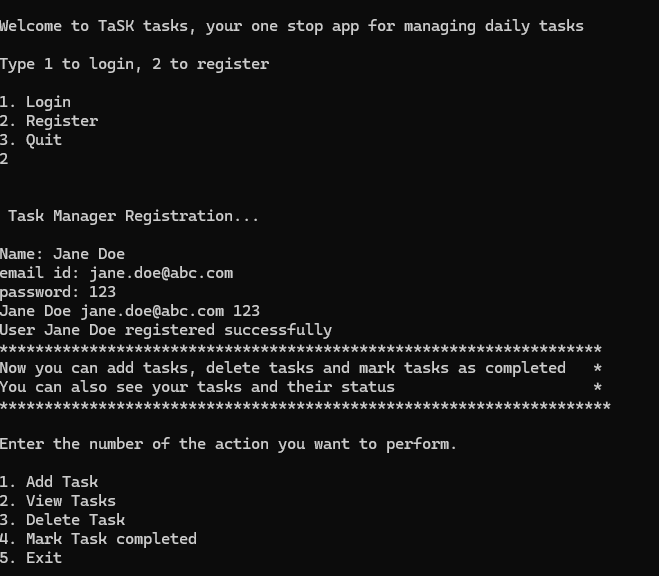 Welcome to TaSK tasks, your one stop app for managing daily tasks
Type 1 to login, 2 to register
1. Login
2. Register
3. Quit
2
Task Manager Registration...
Name: Jane Doe
email id: jane.doe@abc.com
password: 123
Jane Doe jane.doe@abc.com 123
User Jane Doe registered successfully
*******************************************************************
Now you can add tasks, delete tasks and mark tasks as completed   *
You can also see your tasks and their status                      *
********************************************************************
Enter the number of the action you want to perform.
1. Add Task
2. View Tasks
3. Delete Task
4. Mark Task completed
5. Exit